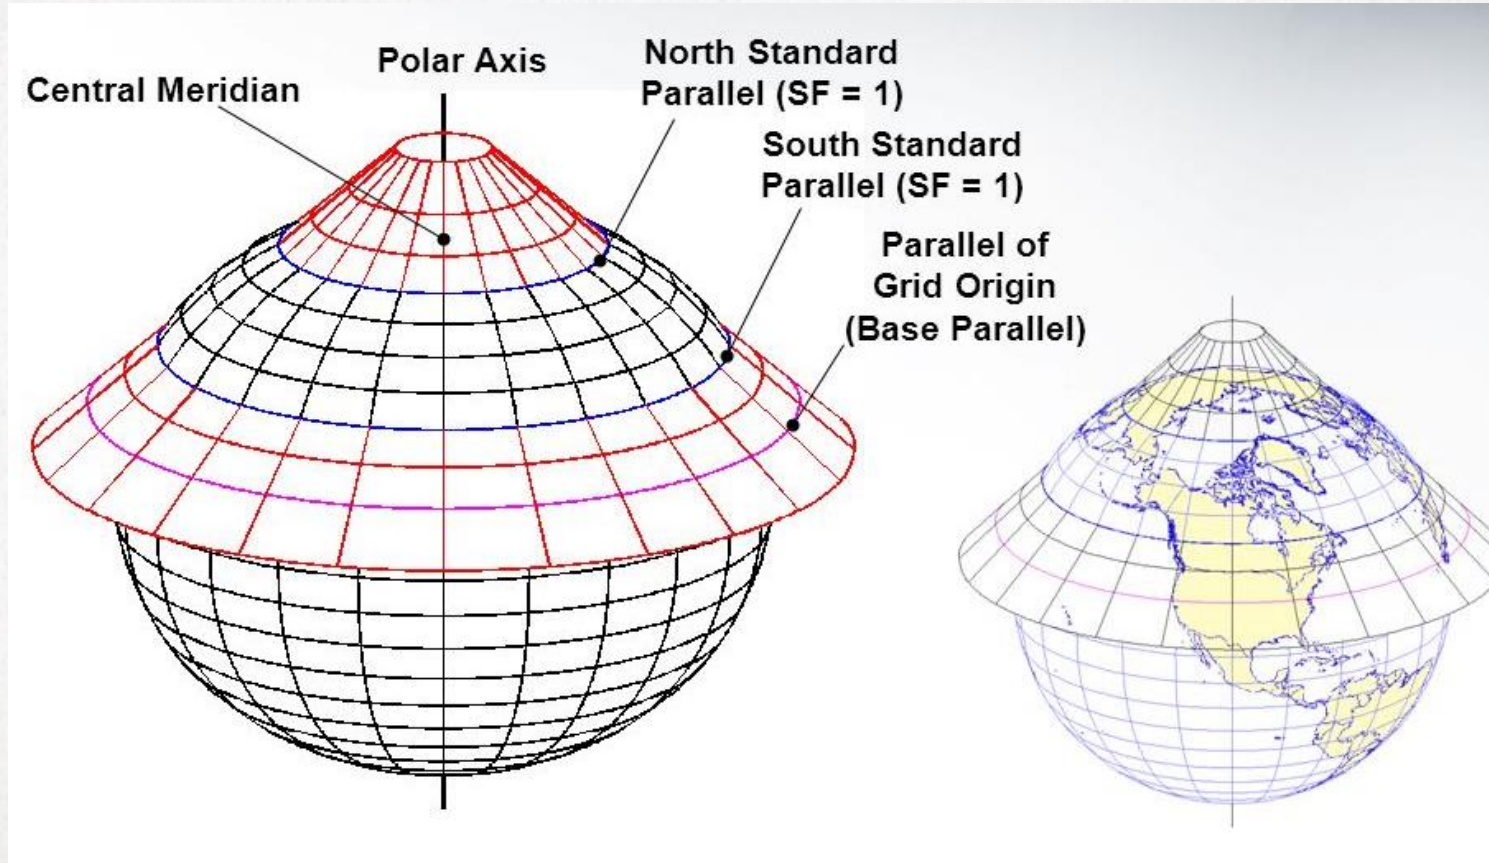 Central Meridian
Polar Axis
North Standard
Parallel (SF = 1)
South Standard
Parallel (SF = 1)
Parallel of
Grid Origin
(Base Parallel)